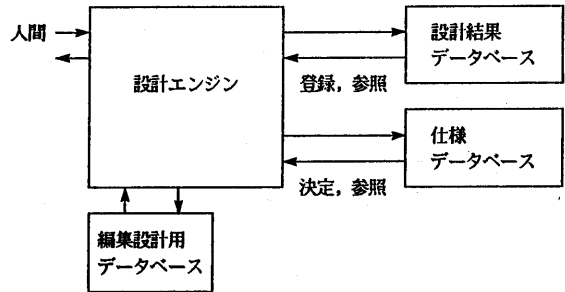 人間
設計エンジン
設計結果
データベース
登録，参照
仕様
データベース
決定，参照
編集設計用
データベース